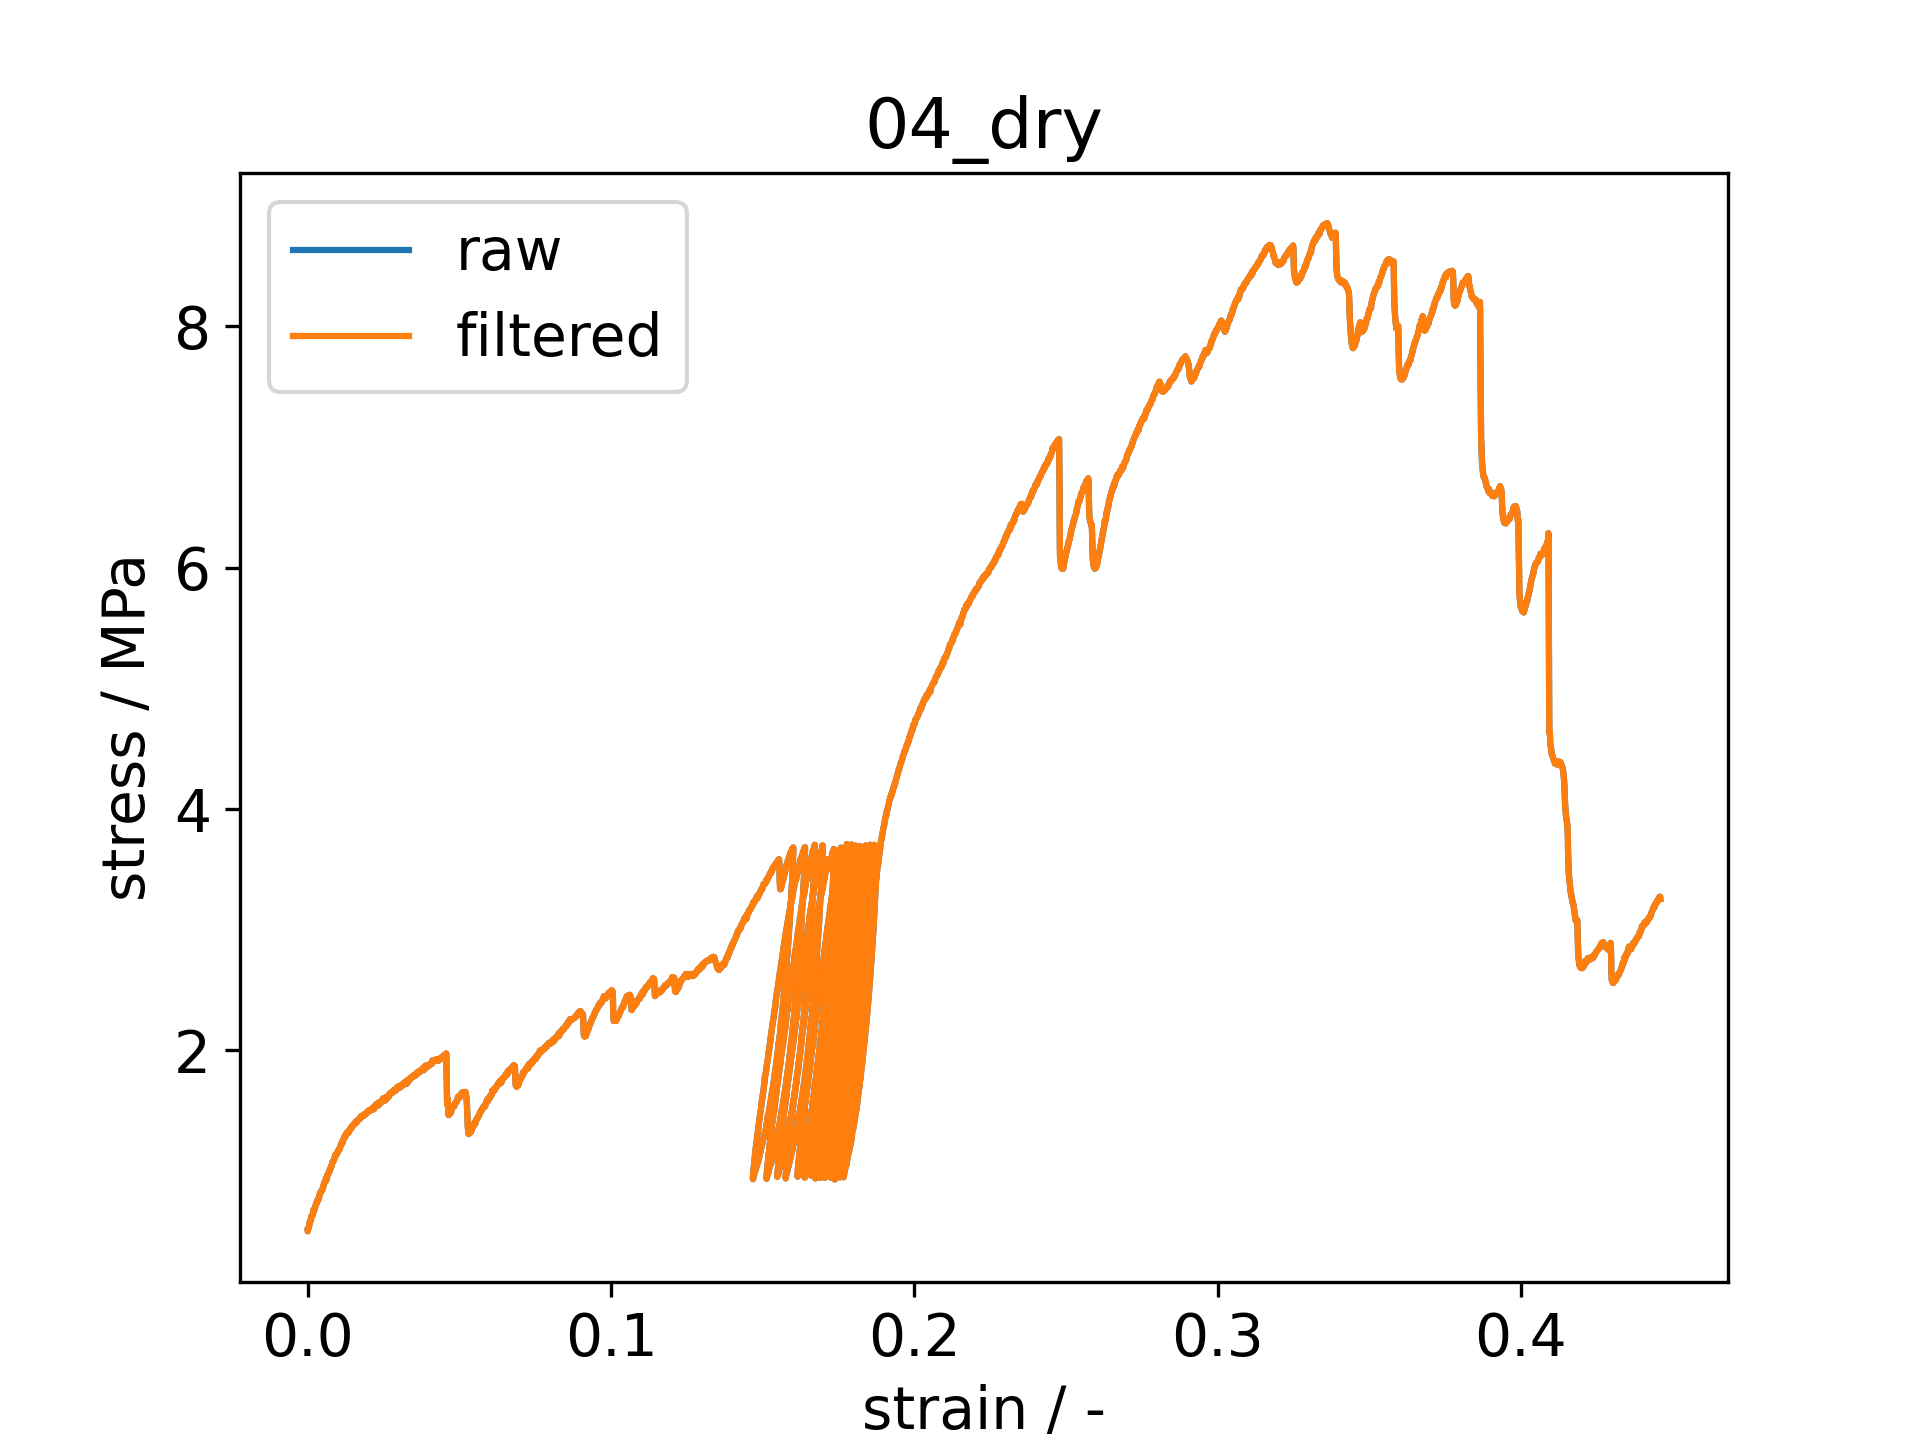 04_dry
raw
filtered
stress / MPa
8
6
4
2
0.0 0.1 0.2 0.3 0.4
strain / -